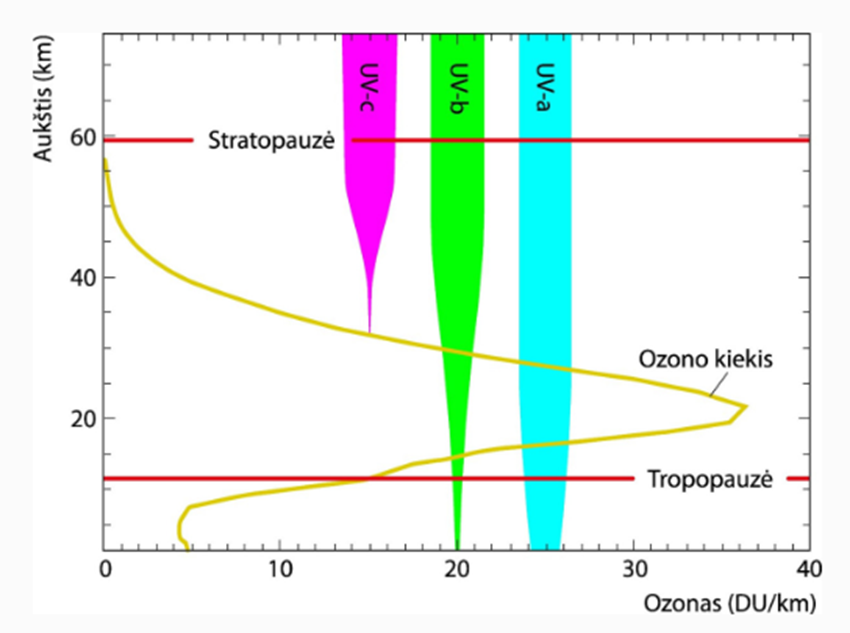 Aukštis (km)
UV-c
UV-b
UV-a
60
Stratopauzė
40
Ozono kiekis
20
Tropopauzė
0 10 20 30 40
Ozonas (DU/km)